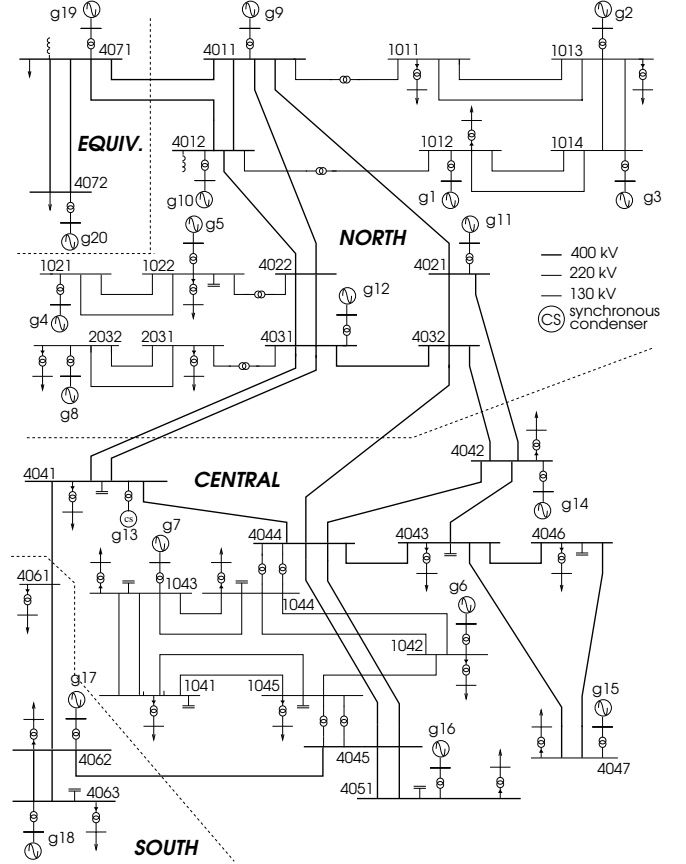 g19 g9 g2
4071 4011 1011 1013
EQUIV. 4012 1012 1014
4072 g10 g1 g3
g20 g5 NORTH g11
1021 1022 4022 4021 400 kV
g12 220 kV
130 kV
g4 CS synchronous
condenser
2032 2031 4031 4032
g8
4041 CENTRAL 4042
g13 cs g7 g14
4044 4043 4046
4061 1043 1044 g6
1042
g17 1041 1045 g15
g16
4062 4045 4047
4051
4063
g18 SOUTH